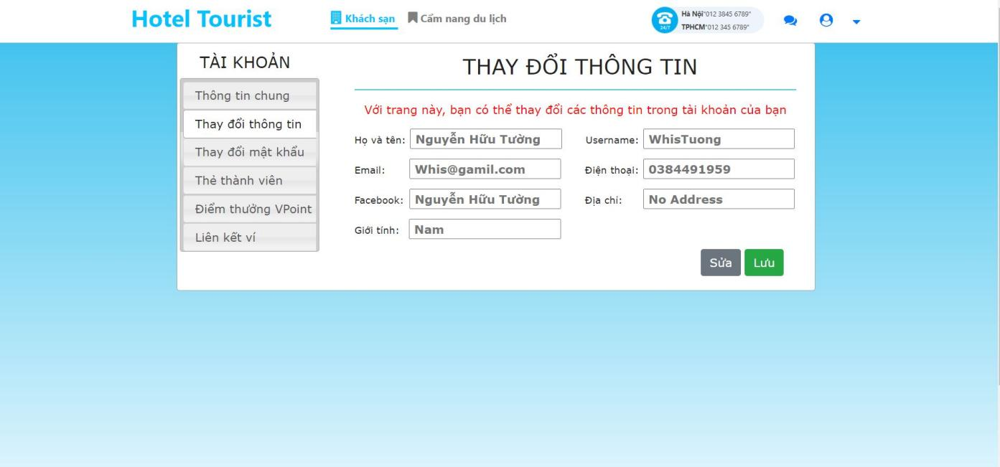 Hotel Tourist
Khách sạn
Cẩm nang du lịch
24/7
Hà Nội"012 3845 6789"
TPHCM"012 345 6789"
TÀI KHOẢN
Thông tin chung
Thay đổi thông tin
Thay đổi mật khẩu
Thẻ thành viên
Điểm thưởng VPoint
Liên kết ví
THAY ĐỔI THÔNG TIN
Với trang này, bạn có thể thay đổi các thông tin trong tài khoản của bạn
Họ và tên: Nguyễn Hữu Tường
Username: WhisTuong
Email: Whis@gamil.com
Điện thoại: 0384491959
Facebook: Nguyễn Hữu Tường
Địa chỉ: No Address
Giới tính: Nam
Sửa
Lưu